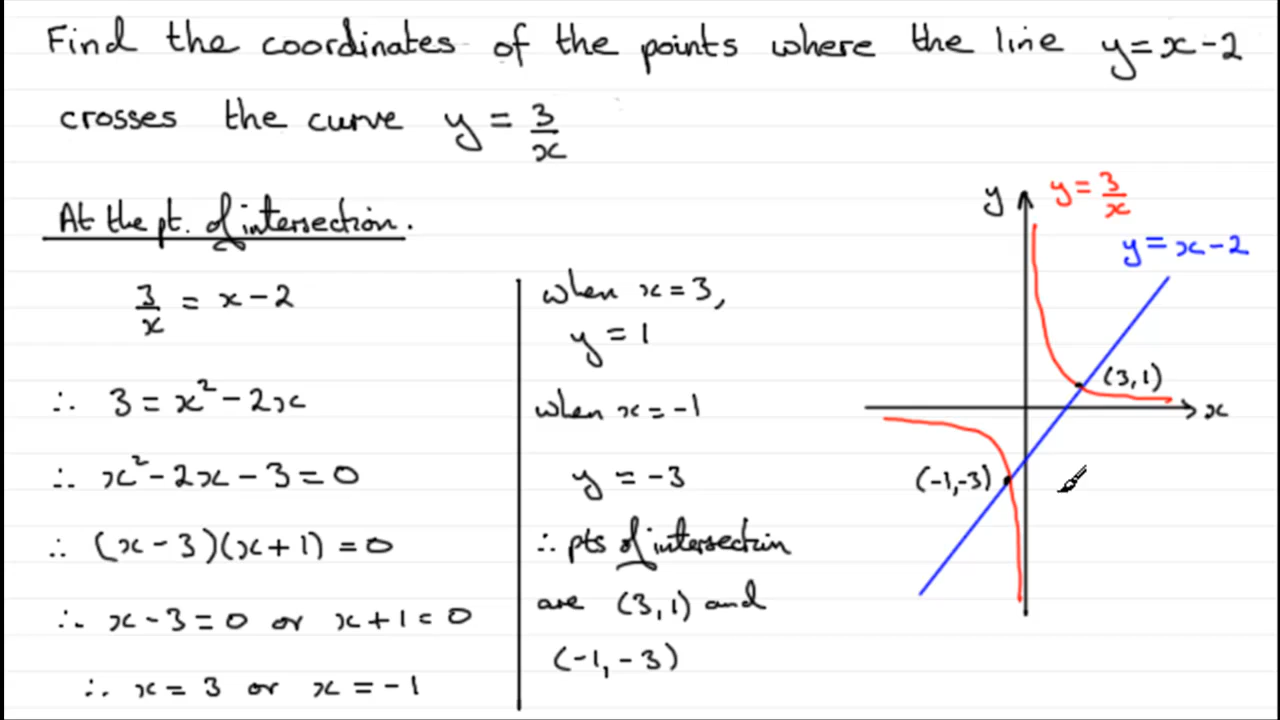 Find the coordinates of the points where the line y = x - 2
crosses the curve y = 3/x
At the pt. of intersection.
3/x = x - 2
∴ 3 = x² - 2x
∴ x² - 2x - 3 = 0
∴ (x - 3)(x + 1) = 0
∴ x - 3 = 0 or x + 1 = 0
∴ x = 3 or x = -1
when x = 3,
y = 1
when x = -1
y = -3
∴ pts of intersection
are (3, 1) and
(-1, -3)
y
y = 3/x
y = x - 2
(3, 1)
x
(-1, -3)